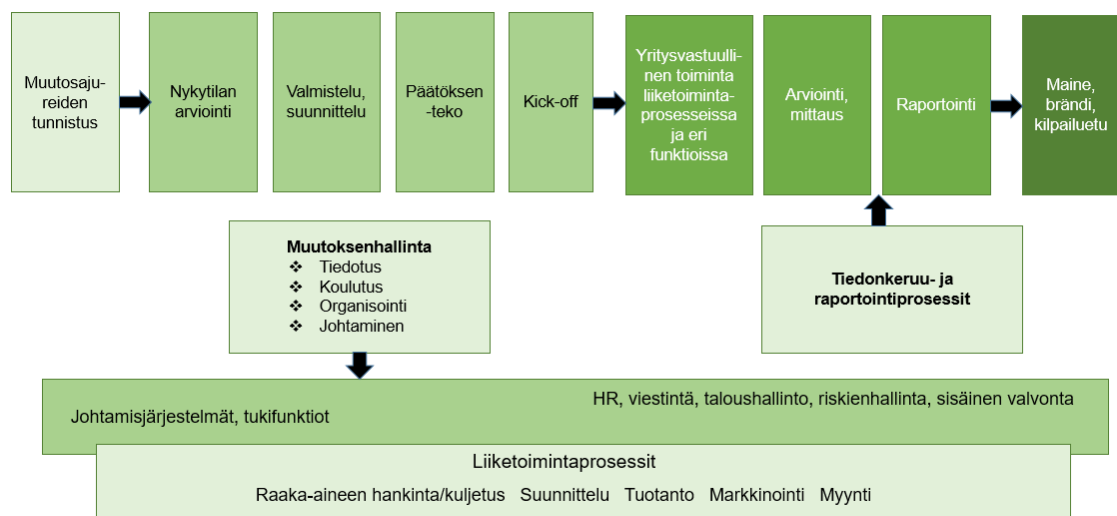 Muutosaju-
reiden
tunnistus
Nykytilan
arviointi
Valmistelu,
suunnittelu
Päätöksen
-teko
Kick-off
Yritysvastuulli
nen toiminta
liiketoiminta-
prosesseissa
ja eri
funktioissa
Arviointi,
mittaus
Raportointi
Maine,
brändi,
kilpailuetu
Muutoksenhallinta
❖ Tiedotus
❖ Koulutus
❖ Organisointi
❖ Johtaminen
Tiedonkeruu- ja
raportointiprosessit
Johtamisjärjestelmät, tukifunktiot
HR, viestintä, taloushallinto, riskienhallinta, sisäinen valvonta
Liiketoimintaprosessit
Raaka-aineen hankinta/kuljetus Suunnittelu Tuotanto Markkinointi Myynti